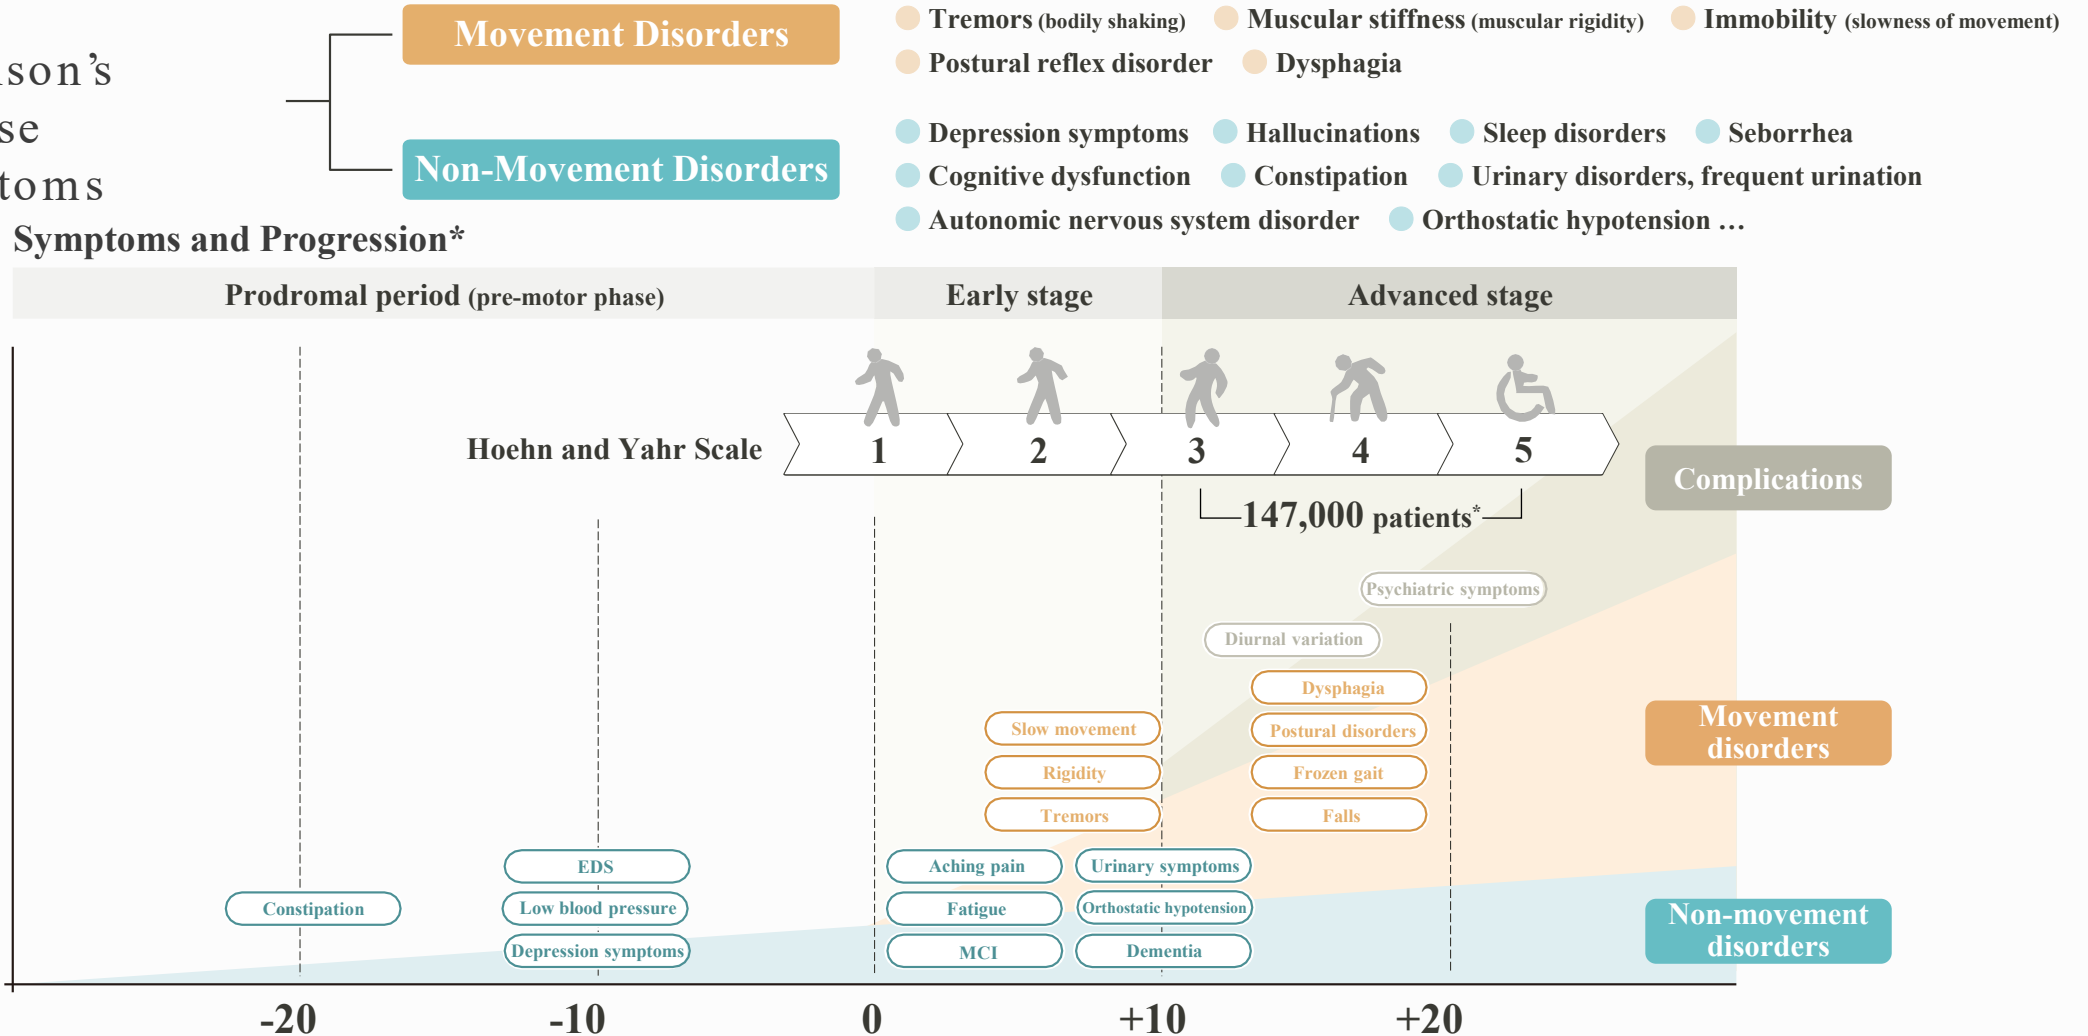 Movement Disorders
Tremors (bodily shaking) Muscular stiffness (muscular rigidity) Immobility (slowness of movement)
Postural reflex disorder Dysphagia
son's
se
toms
Non-Movement Disorders
Depression symptoms Hallucinations Sleep disorders Seborrhea
Cognitive dysfunction Constipation Urinary disorders, frequent urination
Autonomic nervous system disorder Orthostatic hypotension …
Symptoms and Progression*
Prodromal period (pre-motor phase) Early stage Advanced stage
Hoehn and Yahr Scale 1 2 3 4 5
147,000 patients*
Complications
Psychiatric symptoms
Diurnal variation
Dysphagia
Postural disorders
Frozen gait
Falls
Slow movement
Rigidity
Tremors
Movement
disorders
Constipation
EDS
Low blood pressure
Depression symptoms
Aching pain
Fatigue
MCI
Urinary symptoms
Orthostatic hypotension
Dementia
Non-movement
disorders
-20 -10 0 +10 +20